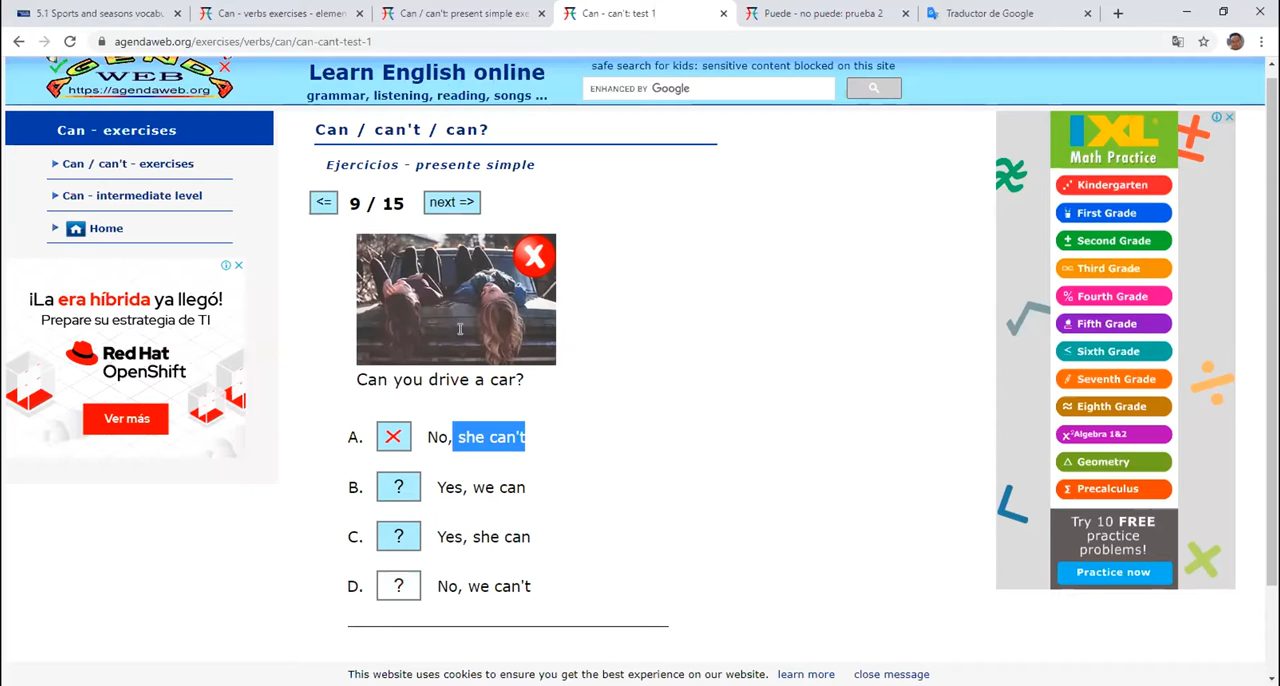 5.1 Sports and seasons vocabu
Can - verbs exercises - elemen
Can / can't: present simple exe
Can - can't: test 1
Puede - no puede: prueba 2
Traductor de Google
agendaweb.org/exercises/verbs/can/can-cant-test-1
AGENDA
WEB
https://agendaweb.org
Learn English online
grammar, listening, reading, songs ...
safe search for kids: sensitive content blocked on this site
ENHANCED BY Google
Can - exercises
Can / can't - exercises
Can - intermediate level
Home
¡La era híbrida ya llegó!
Prepare su estrategia de TI
Red Hat
OpenShift
Ver más
Can / can't / can?
Ejercicios - presente simple
<= 9 / 15 next =>
Can you drive a car?
A. No, she can't
B. ? Yes, we can
C. ? Yes, she can
D. ? No, we can't
IXL
Math Practice
Kindergarten
First Grade
Second Grade
Third Grade
Fourth Grade
Fifth Grade
Sixth Grade
Seventh Grade
Eighth Grade
Algebra 1&2
Geometry
Precalculus
Try 10 FREE
practice
problems!
Practice now
This website uses cookies to ensure you get the best experience on our website. learn more close message